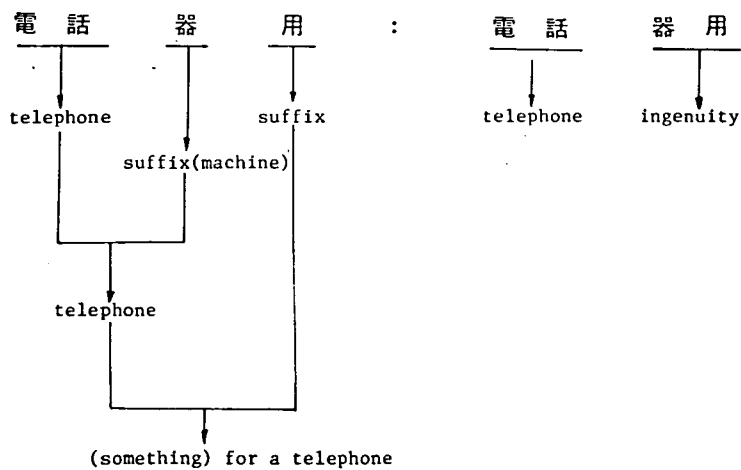 電話 器 用 : 電話 器用
telephone suffix telephone ingenuity
suffix(machine)
telephone
(something) for a telephone